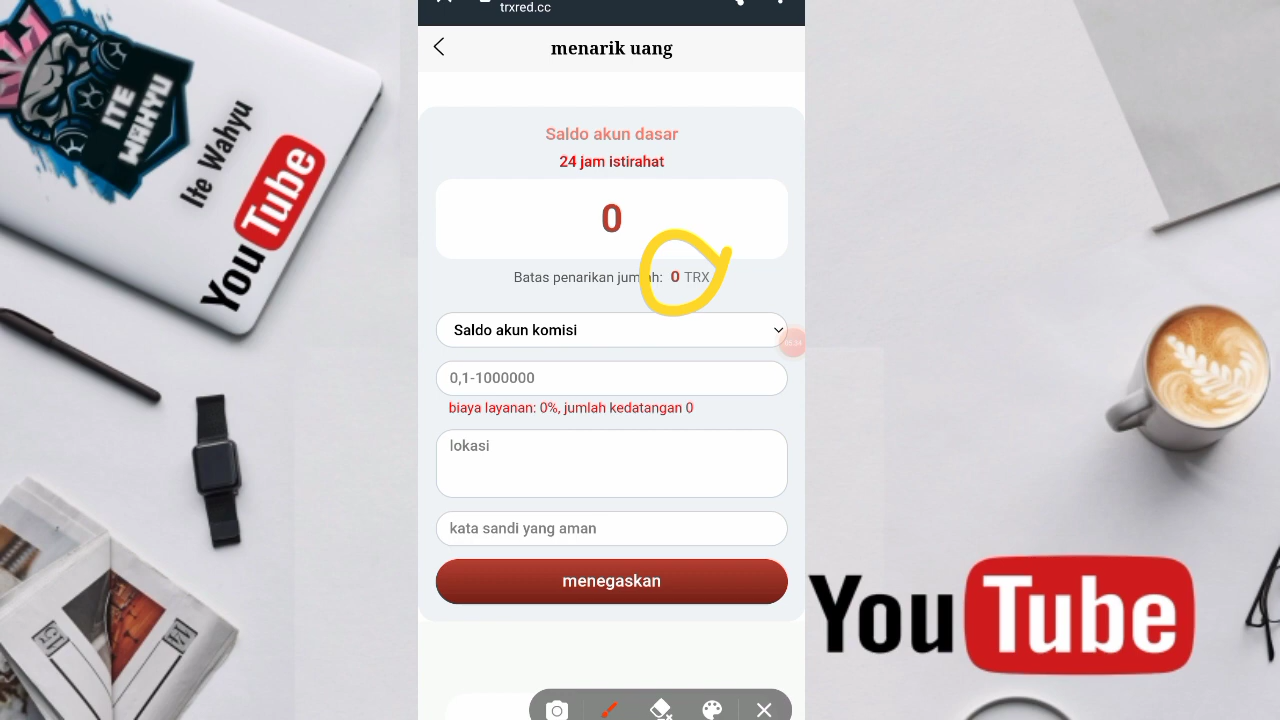 trxred.cc
menarik uang
Saldo akun dasar
24 jam istirahat
0
Batas penarikan jumlah: 0 TRX
Saldo akun komisi
0,1-1000000
biaya layanan: 0%, jumlah kedatangan 0
lokasi
kata sandi yang aman
menegaskan
ITE
WAHYU
Ite Wahyu
YouTube
YouTube